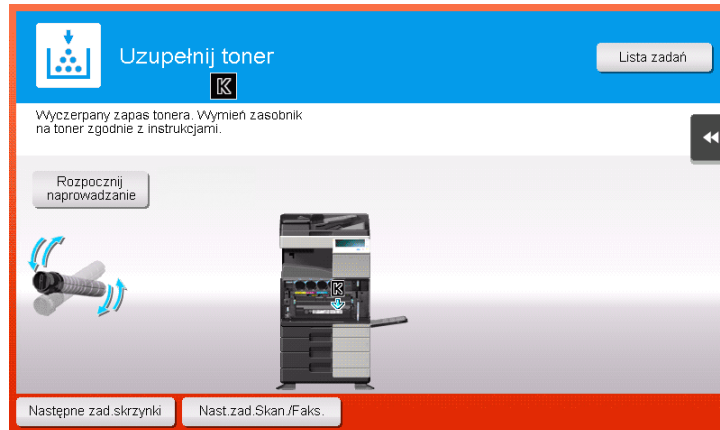 Uzupełnij toner
K
Lista zadań
Wyczerpany zapas tonera. Wymień zasobnik
na toner zgodnie z instrukcjami.
Rozpocznij
naprowadzanie
K
Następne zad.skrzynki
Nast.zad.Skan./Faks.